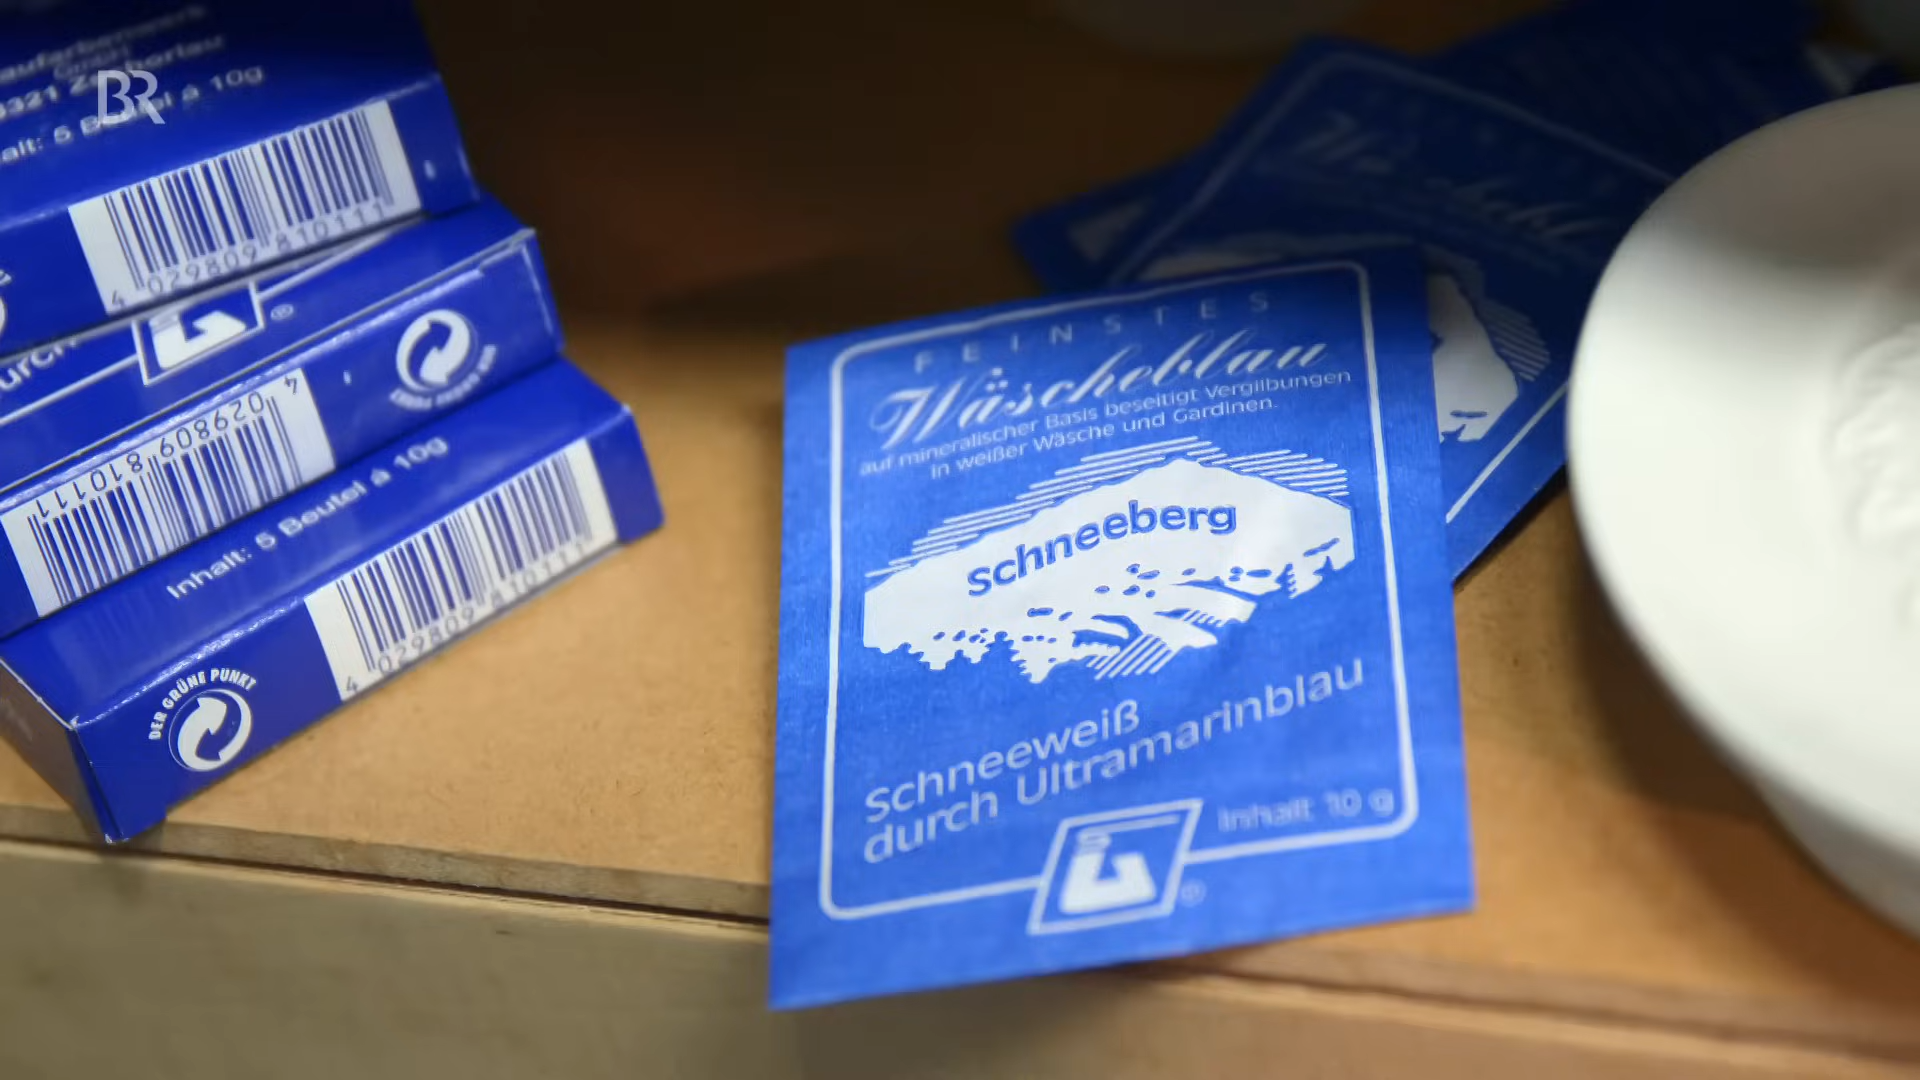 BR
Inhalt: 5 Beutel à 10g
4 029809 810111
4 029809 810111
Inhalt: 5 Beutel à 10g
4 029809 810111
DER GRÜNE PUNKT
FEINSTES
Wäscheblau
auf mineralischer Basis beseitigt Vergilbungen
in weißer Wäsche und Gardinen.
Schneeberg
Schneeweiß
durch Ultramarinblau
Inhalt 10 g
®